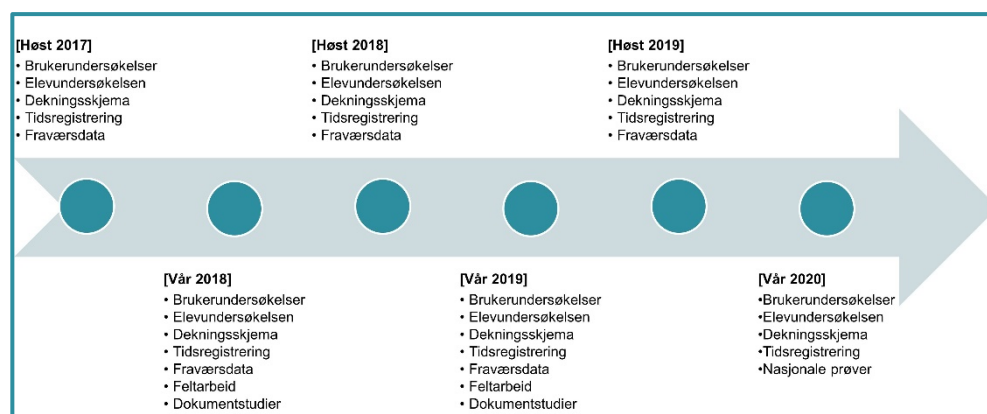 [Høst 2017]
• Brukerundersøkelser
• Elevundersøkelsen
• Dekningsskjema
• Tidsregistrering
• Fraværsdata
[Høst 2018]
• Brukerundersøkelser
• Elevundersøkelsen
• Dekningsskjema
• Tidsregistrering
• Fraværsdata
[Høst 2019]
• Brukerundersøkelser
• Elevundersøkelsen
• Dekningsskjema
• Tidsregistrering
• Fraværsdata
[Vår 2018]
• Brukerundersøkelser
• Elevundersøkelsen
• Dekningsskjema
• Tidsregistrering
• Fraværsdata
• Feltarbeid
• Dokumentstudier
[Vår 2019]
• Brukerundersøkelser
• Elevundersøkelsen
• Dekningsskjema
• Tidsregistrering
• Fraværsdata
• Feltarbeid
• Dokumentstudier
[Vår 2020]
•Brukerundersøkelser
•Elevundersøkelsen
•Dekningsskjema
•Tidsregistrering
•Nasjonale prøver